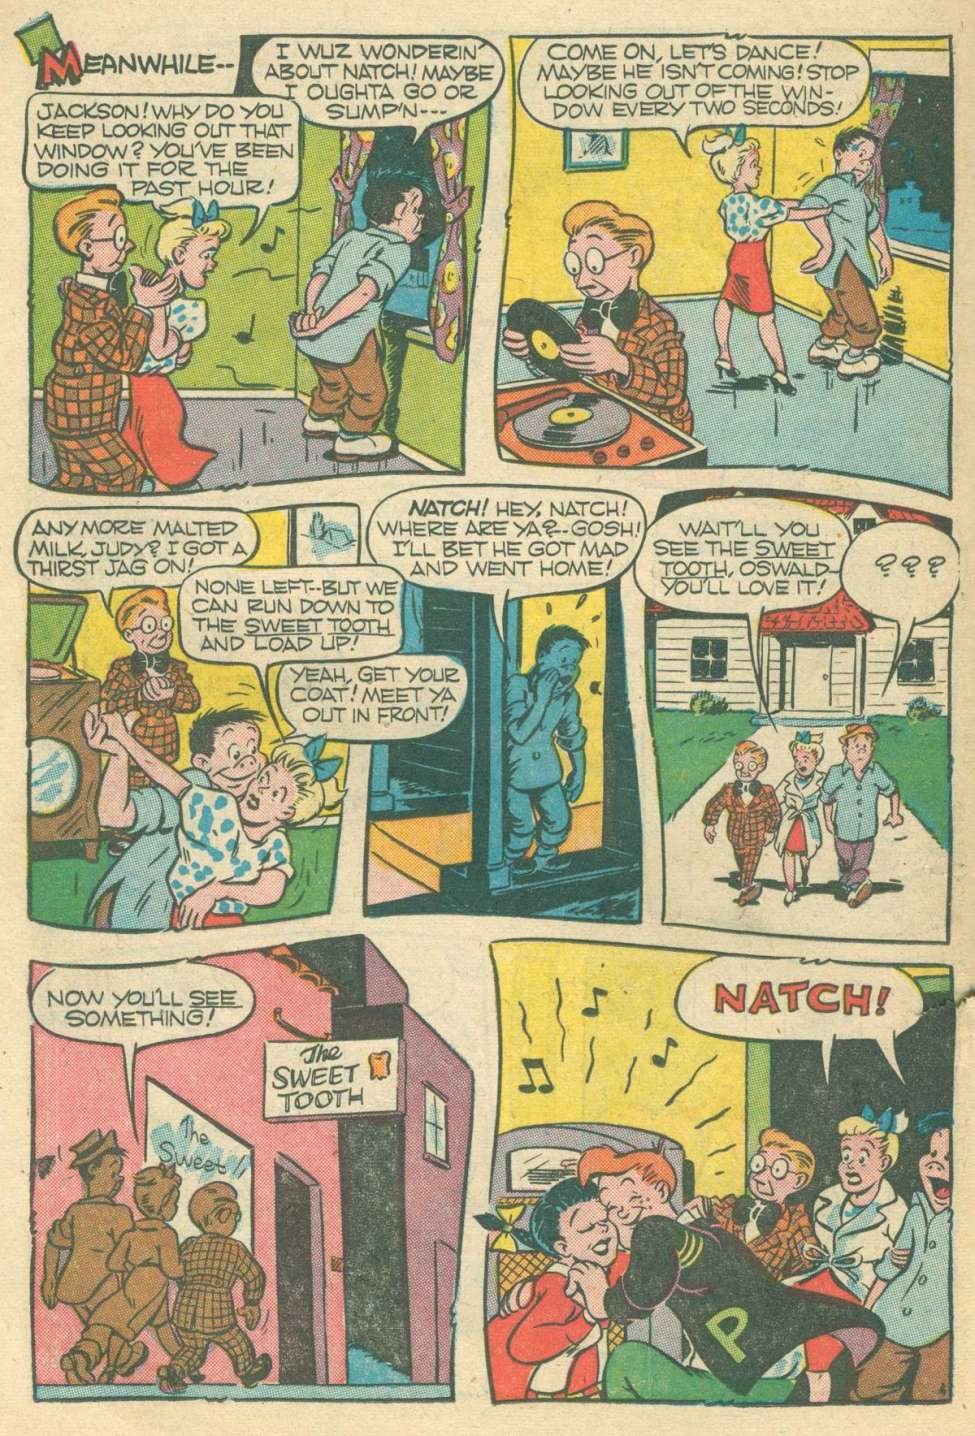 MEANWHILE--
JACKSON! WHY DO YOU
KEEP LOOKING OUT THAT
WINDOW? YOU'VE BEEN
DOING IT FOR THE
PAST HOUR!
I WUZ WONDERIN'
ABOUT NATCH! MAYBE
I OUGHTA GO OR
SUMP'N---
COME ON, LET'S DANCE!
MAYBE HE ISN'T COMING! STOP
LOOKING OUT OF THE WIN-
DOW EVERY TWO SECONDS!
ANY MORE MALTED
MILK, JUDY? I GOT A
THIRST JAG ON!
NONE LEFT--BUT WE
CAN RUN DOWN TO
THE SWEET TOOTH
AND LOAD UP!
YEAH, GET YOUR
COAT! MEET YA
OUT IN FRONT!
NATCH! HEY, NATCH!
WHERE ARE YA?--GOSH!
I'LL BET HE GOT MAD
AND WENT HOME!
WAIT'LL YOU
SEE THE SWEET
TOOTH, OSWALD--
YOU'LL LOVE IT!
???
NOW YOU'LL SEE
SOMETHING!
The
SWEET
TOOTH
The
Sweet
NATCH!
P